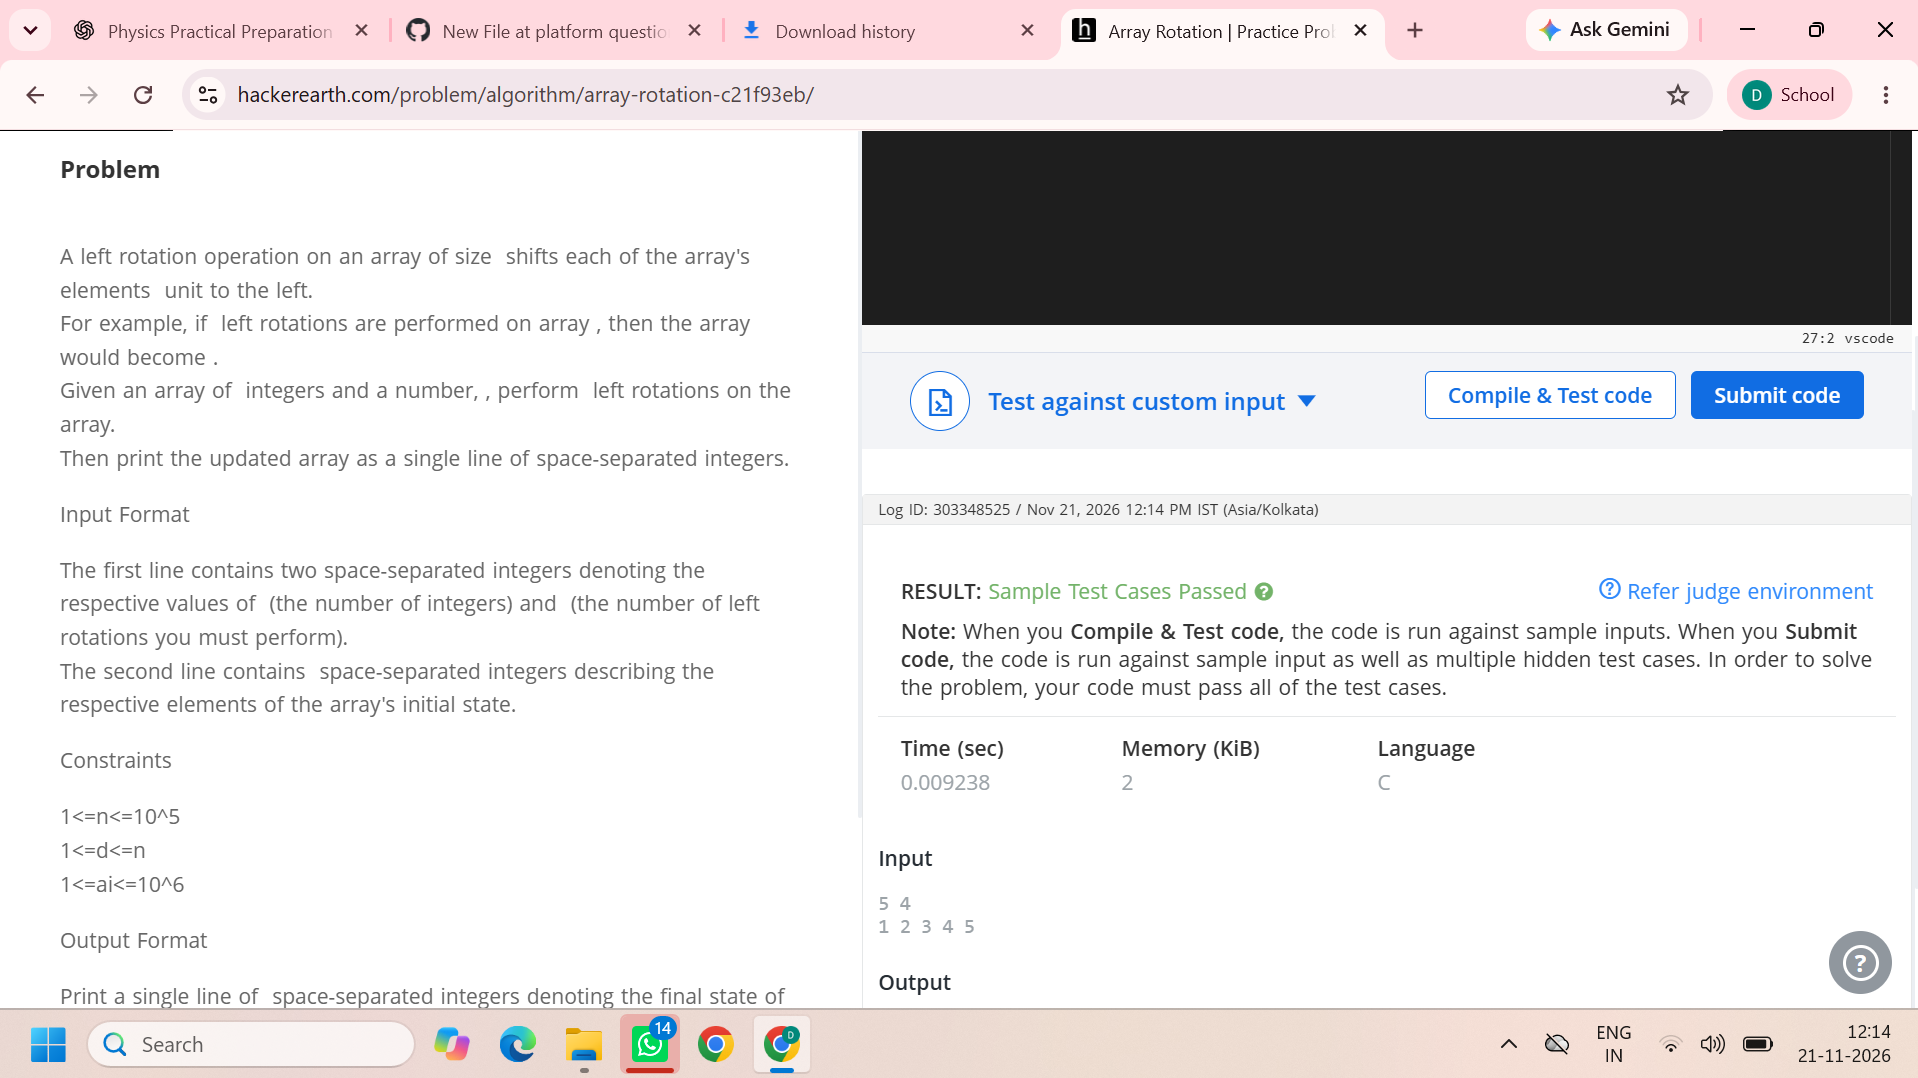 Physics Practical Preparation
New File at platform questio
Download history
Array Rotation | Practice Pro
Ask Gemini
hackerearth.com/problem/algorithm/array-rotation-c21f93eb/
D School
Problem
A left rotation operation on an array of size  shifts each of the array's
elements  unit to the left.
For example, if  left rotations are performed on array , then the array
would become .
Given an array of  integers and a number, , perform  left rotations on the
array.
Then print the updated array as a single line of space-separated integers.
Input Format
The first line contains two space-separated integers denoting the
respective values of  (the number of integers) and  (the number of left
rotations you must perform).
The second line contains  space-separated integers describing the
respective elements of the array's initial state.
Constraints
1<=n<=10^5
1<=d<=n
1<=ai<=10^6
Output Format
Print a single line of  space-separated integers denoting the final state of
27:2 vscode
Test against custom input
Compile & Test code
Submit code
Log ID: 303348525 / Nov 21, 2026 12:14 PM IST (Asia/Kolkata)
RESULT: Sample Test Cases Passed ?
Refer judge environment
Note: When you Compile & Test code, the code is run against sample inputs. When you Submit
code, the code is run against sample input as well as multiple hidden test cases. In order to solve
the problem, your code must pass all of the test cases.
Time (sec) Memory (KiB) Language
0.009238 2 C
Input
5 4
1 2 3 4 5
Output
?
Search
14
D
ENG
IN
12:14
21-11-2026